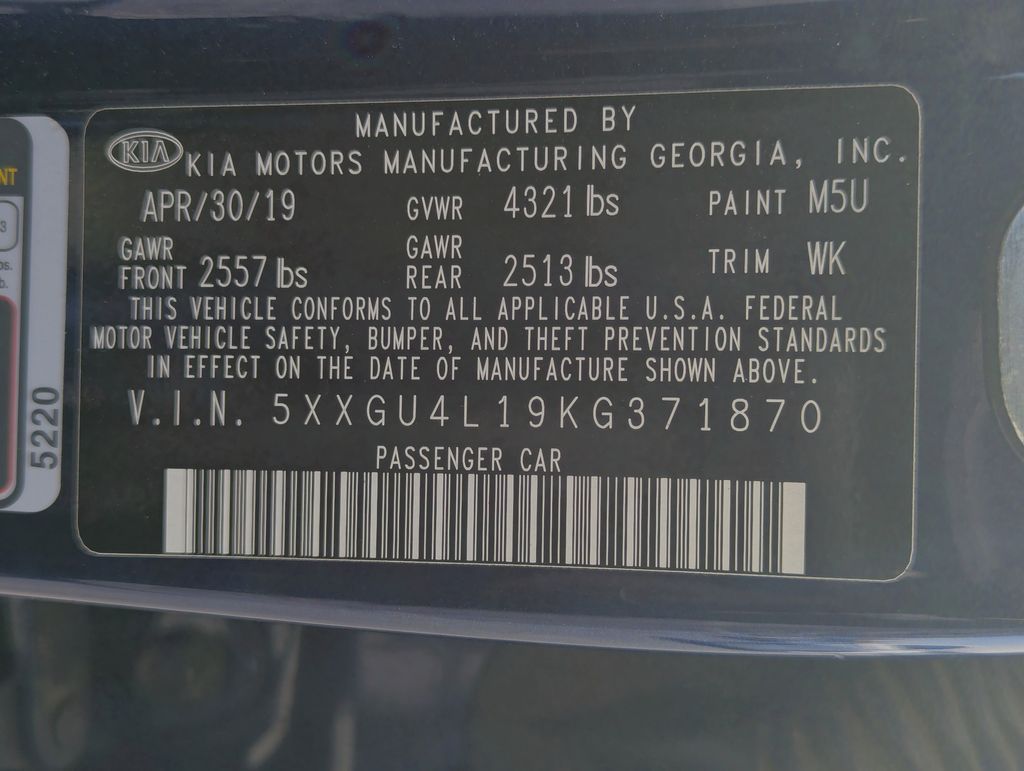 MANUFACTURED BY
KIA KIA MOTORS MANUFACTURING GEORGIA, INC.
APR/30/19 GVWR 4321 lbs PAINT M5U
GAWR FRONT 2557 lbs GAWR REAR 2513 lbs TRIM WK
THIS VEHICLE CONFORMS TO ALL APPLICABLE U.S.A. FEDERAL
MOTOR VEHICLE SAFETY, BUMPER, AND THEFT PREVENTION STANDARDS
IN EFFECT ON THE DATE OF MANUFACTURE SHOWN ABOVE.
V.I.N. 5XXGU4L19KG371870
PASSENGER CAR
5220